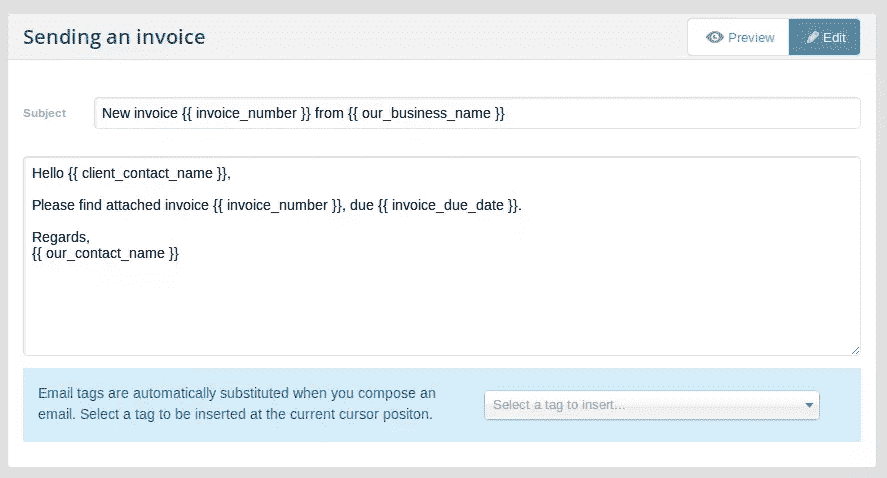 Sending an invoice
Preview
Edit
Subject
New invoice {{ invoice_number }} from {{ our_business_name }}
Hello {{ client_contact_name }},
Please find attached invoice {{ invoice_number }}, due {{ invoice_due_date }}.
Regards,
{{ our_contact_name }}
Email tags are automatically substituted when you compose an
email. Select a tag to be inserted at the current cursor positon.
Select a tag to insert...